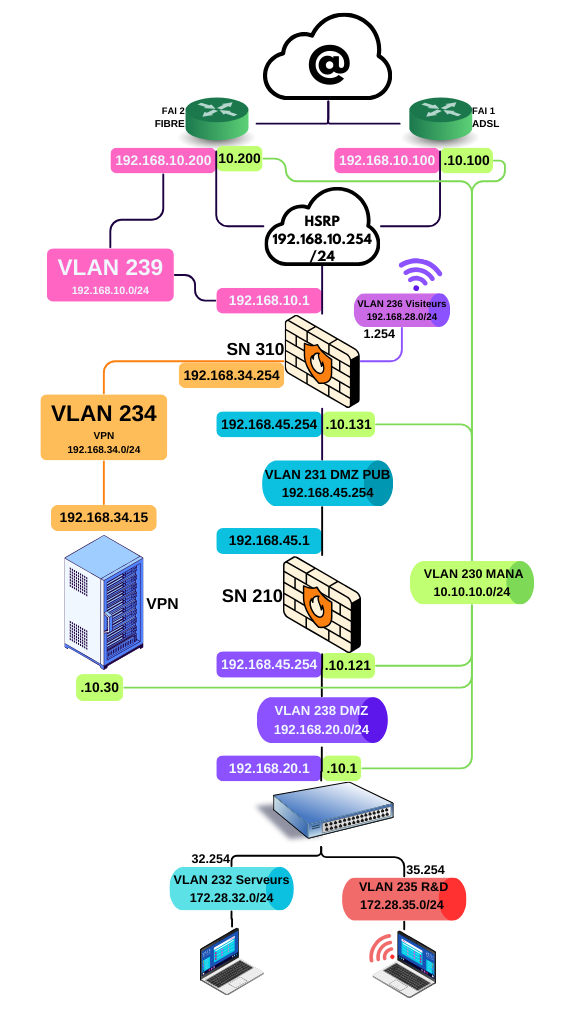 @
FAI 2
FIBRE
FAI 1
ADSL
192.168.10.200
10.200
192.168.10.100
.10.100
HSRP
192.168.10.254
/24
VLAN 239
192.168.10.0/24
192.168.10.1
VLAN 236 Visiteurs
192.168.28.0/24
1.254
SN 310
192.168.34.254
VLAN 234
VPN
192.168.34.0/24
192.168.45.254
.10.131
VLAN 231 DMZ PUB
192.168.45.254
192.168.34.15
192.168.45.1
VLAN 230 MANA
10.10.10.0/24
VPN
SN 210
192.168.45.254
.10.121
.10.30
VLAN 238 DMZ
192.168.20.0/24
192.168.20.1
.10.1
32.254
35.254
VLAN 232 Serveurs
172.28.32.0/24
VLAN 235 R&D
172.28.35.0/24